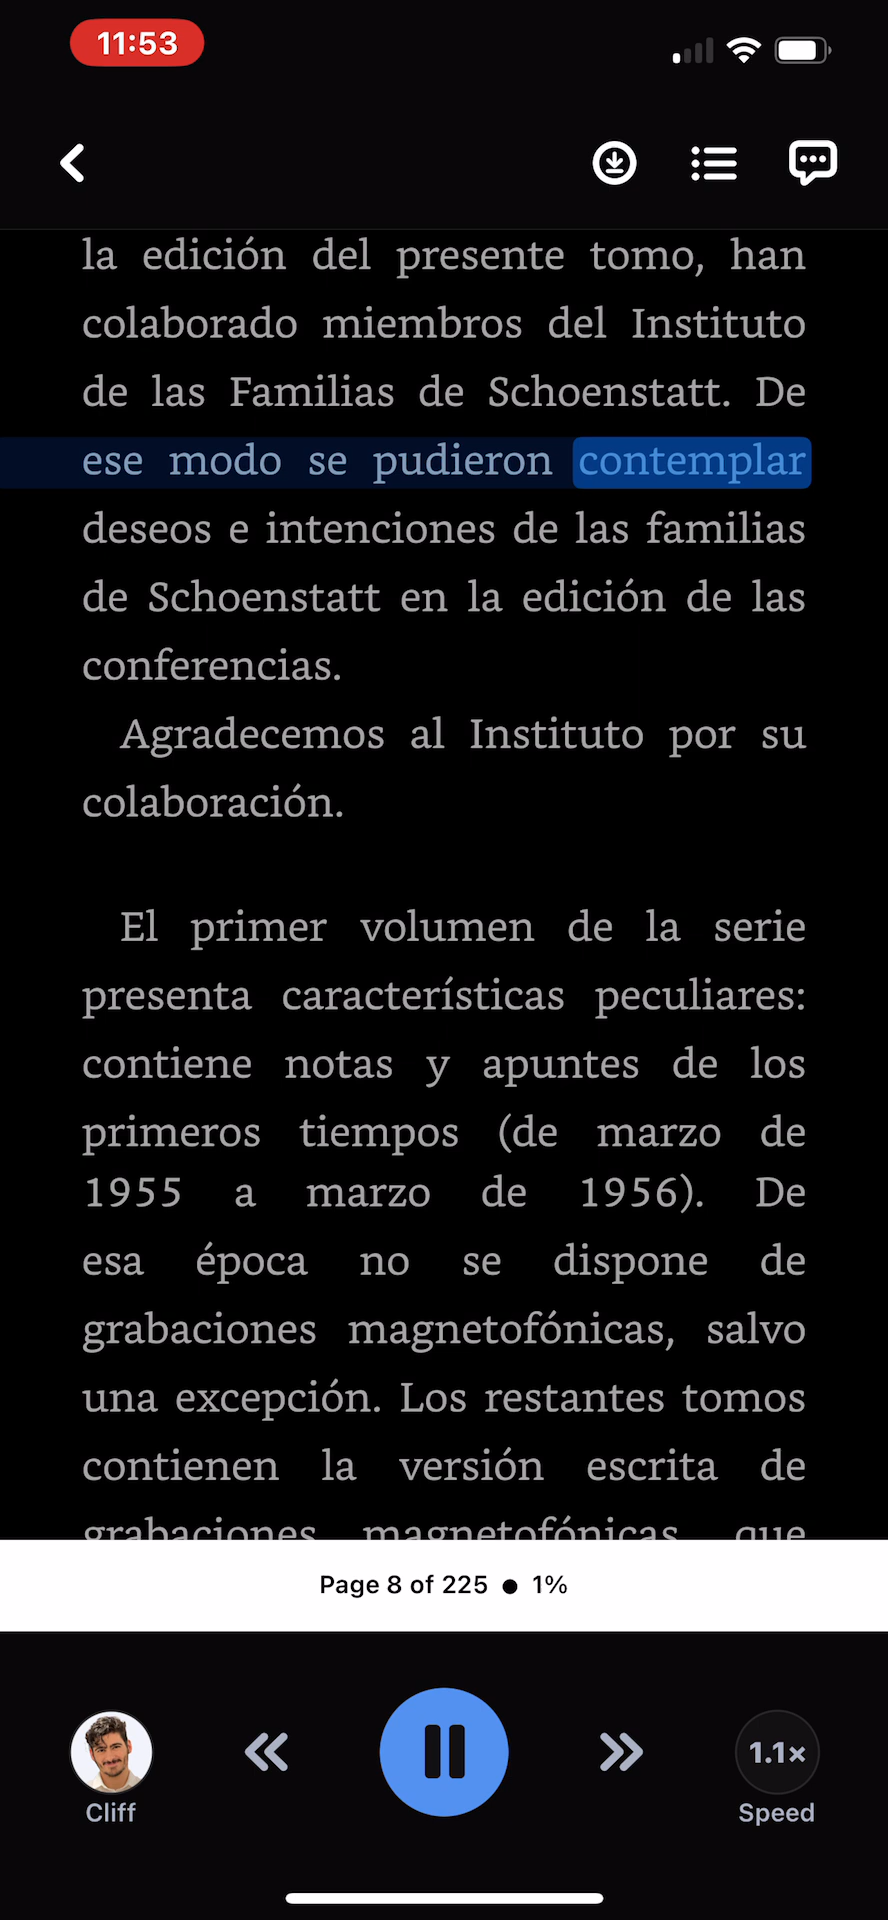 11:53
la edición del presente tomo, han
colaborado miembros del Instituto
de las Familias de Schoenstatt. De
ese modo se pudieron contemplar
deseos e intenciones de las familias
de Schoenstatt en la edición de las
conferencias.
Agradecemos al Instituto por su
colaboración.
El primer volumen de la serie
presenta características peculiares:
contiene notas y apuntes de los
primeros tiempos (de marzo de
1955 a marzo de 1956). De
esa época no se dispone de
grabaciones magnetofónicas, salvo
una excepción. Los restantes tomos
contienen la versión escrita de
grabaciones magnetofónicas que
Page 8 of 225 ● 1%
1.1×
Cliff
Speed